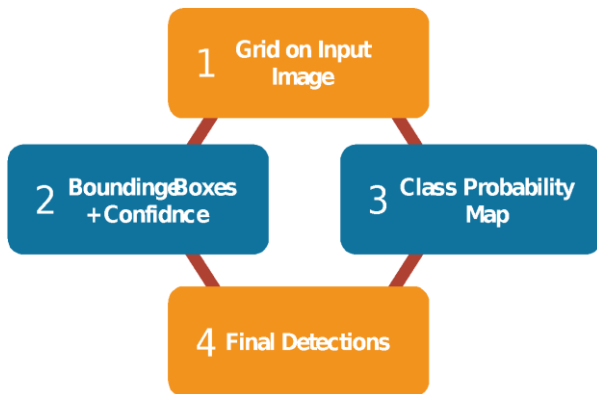 1 Grid on Input
Image
2 BoundingeBoxes
+ Confidnce
3 Class Probability
Map
4 Final Detections